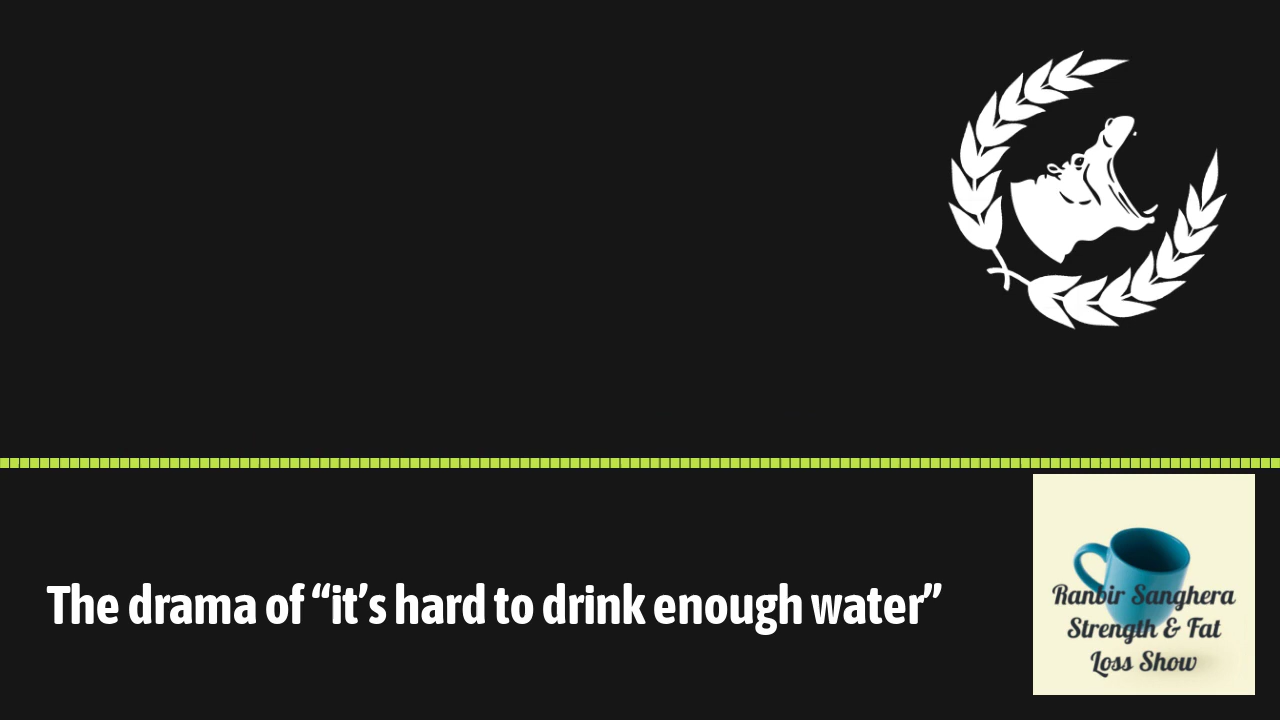 The drama of “it’s hard to drink enough water”
Ranbir Sanghera
Strength & Fat
Loss Show